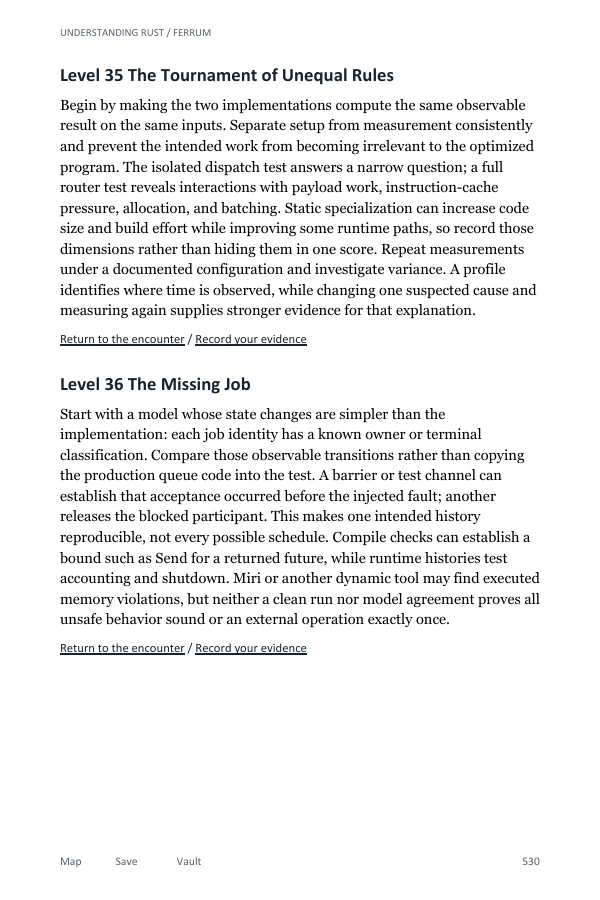 UNDERSTANDING RUST / FERRUM
Level 35 The Tournament of Unequal Rules
Begin by making the two implementations compute the same observable
result on the same inputs. Separate setup from measurement consistently
and prevent the intended work from becoming irrelevant to the optimized
program. The isolated dispatch test answers a narrow question; a full
router test reveals interactions with payload work, instruction-cache
pressure, allocation, and batching. Static specialization can increase code
size and build effort while improving some runtime paths, so record those
dimensions rather than hiding them in one score. Repeat measurements
under a documented configuration and investigate variance. A profile
identifies where time is observed, while changing one suspected cause and
measuring again supplies stronger evidence for that explanation.
Return to the encounter / Record your evidence
Level 36 The Missing Job
Start with a model whose state changes are simpler than the
implementation: each job identity has a known owner or terminal
classification. Compare those observable transitions rather than copying
the production queue code into the test. A barrier or test channel can
establish that acceptance occurred before the injected fault; another
releases the blocked participant. This makes one intended history
reproducible, not every possible schedule. Compile checks can establish a
bound such as Send for a returned future, while runtime histories test
accounting and shutdown. Miri or another dynamic tool may find executed
memory violations, but neither a clean run nor model agreement proves all
unsafe behavior sound or an external operation exactly once.
Return to the encounter / Record your evidence
Map Save Vault 530